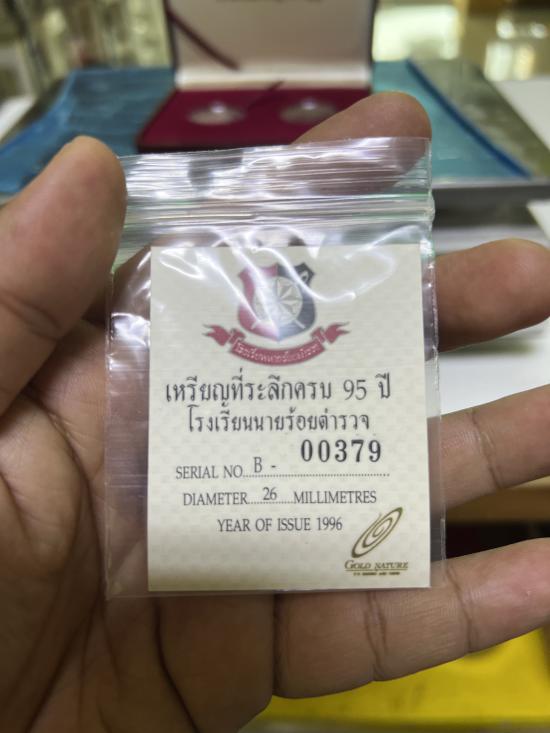 เหรียญที่ระลึกครบ 95 ปี
โรงเรียนนายร้อยตำรวจ
SERIAL NO. B - 00379
DIAMETER 26 MILLIMETRES
YEAR OF ISSUE 1996
GOLD NATURE